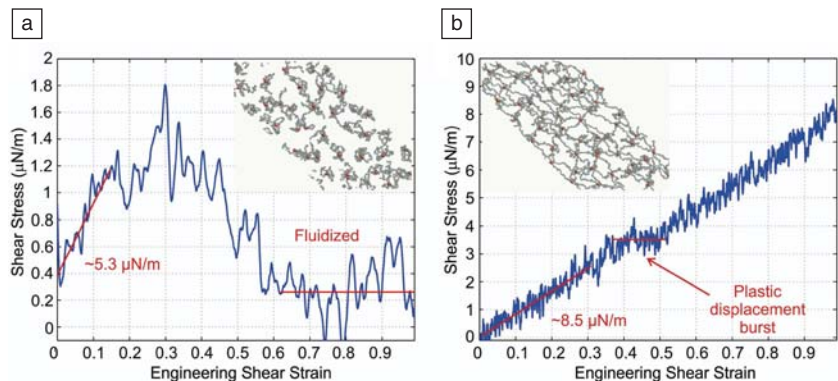 a
Shear Stress (μN/m)
2
1.8
1.6
1.4
1.2
1
0.8
0.6
0.4
0.2
0
~5.3 μN/m
Fluidized
0 0.1 0.2 0.3 0.4 0.5 0.6 0.7 0.8 0.9
Engineering Shear Strain
b
Shear Stress (μN/m)
10
9
8
7
6
5
4
3
2
1
0
~8.5 μN/m
Plastic
displacement
burst
0 0.1 0.2 0.3 0.4 0.5 0.6 0.7 0.8 0.9
Engineering Shear Strain